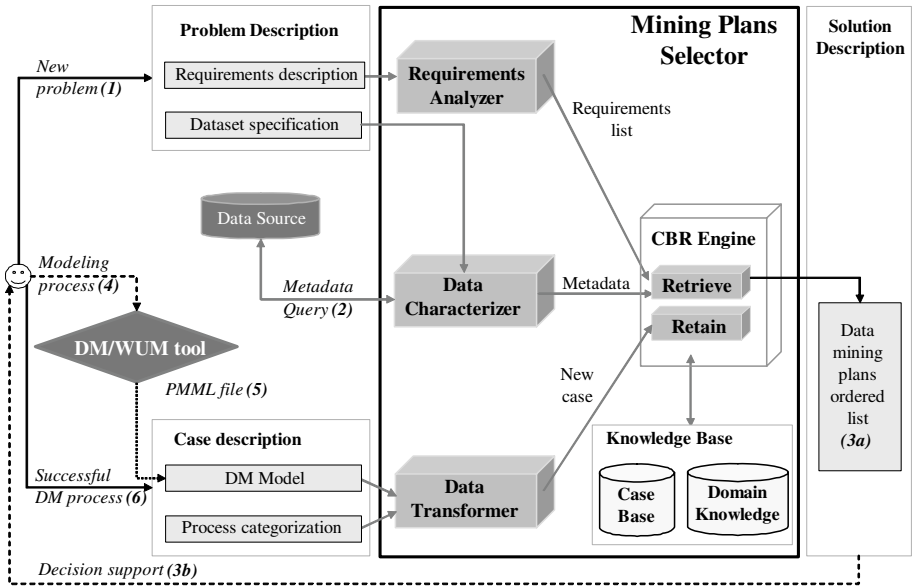 Problem Description
Mining Plans
Selector
Solution
Description
New
problem (1)
Requirements description
Dataset specification
Requirements
Analyzer
Requirements
list
Data Source
CBR Engine
Modeling
process (4)
Metadata
Query (2)
Data
Characterizer
Metadata
Retrieve
Retain
DM/WUM tool
PMML file (5)
New
case
Data
mining
plans
ordered
list
(3a)
Case description
Knowledge Base
Successful
DM process (6)
DM Model
Process categorization
Data
Transformer
Case
Base
Domain
Knowledge
Decision support (3b)